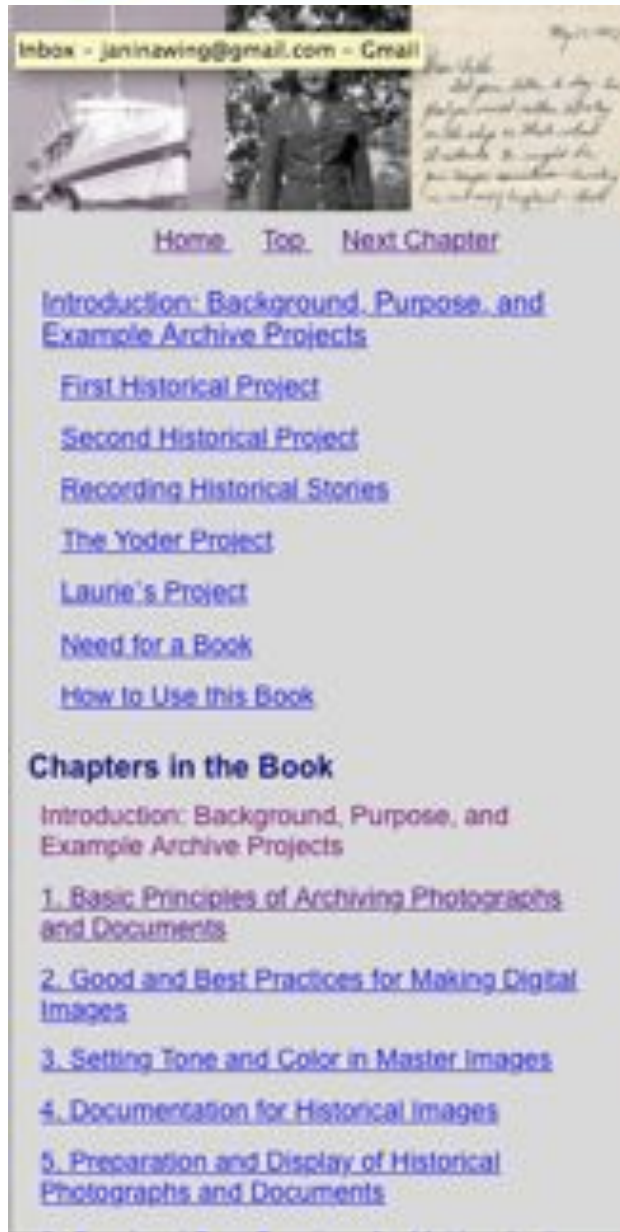 Inbox – janinawing@gmail.com – Gmail
Home Top Next Chapter
Introduction: Background, Purpose, and
Example Archive Projects
First Historical Project
Second Historical Project
Recording Historical Stories
The Yoder Project
Laurie's Project
Need for a Book
How to Use this Book
Chapters in the Book
Introduction: Background, Purpose, and
Example Archive Projects
1. Basic Principles of Archiving Photographs
and Documents
2. Good and Best Practices for Making Digital
Images
3. Setting Tone and Color in Master Images
4. Documentation for Historical Images
5. Preparation and Display of Historical
Photographs and Documents